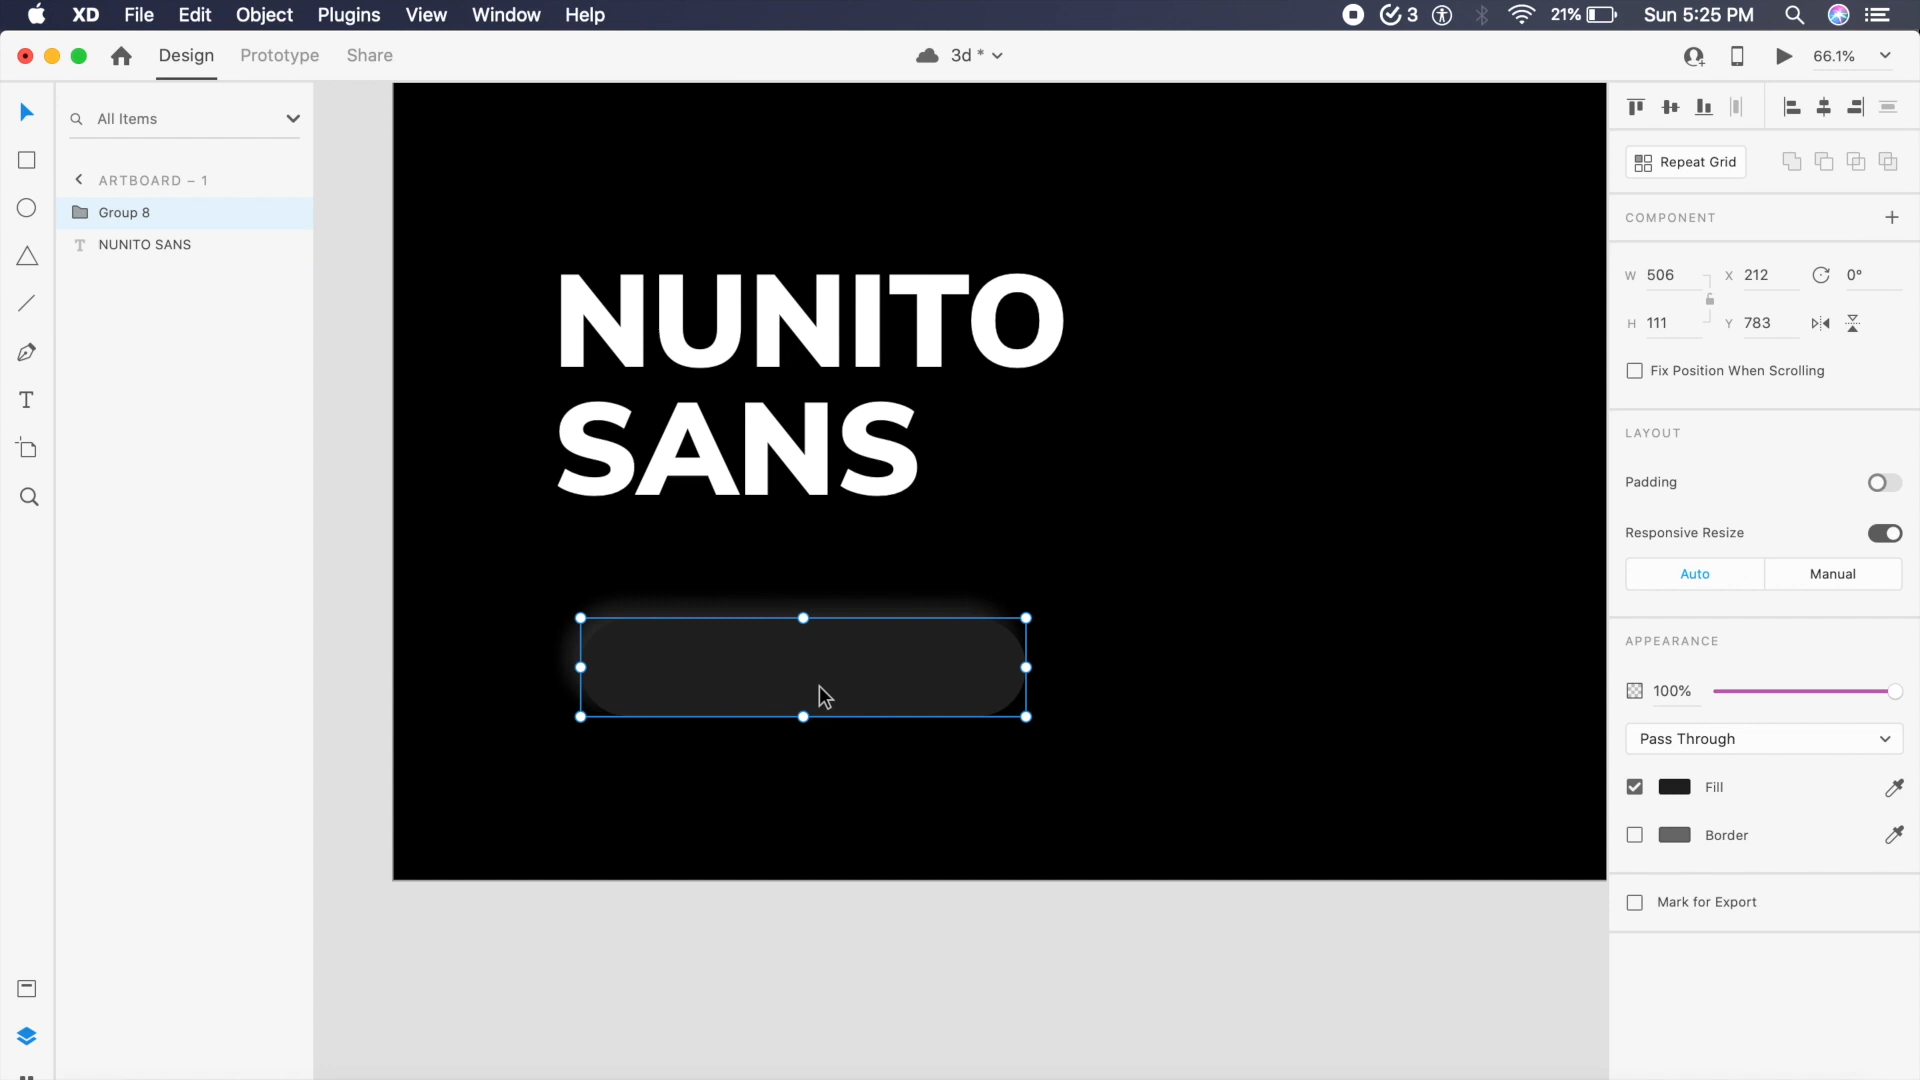 XD File Edit Object Plugins View Window Help 3 21% Sun 5:25 PM
Design Prototype Share 3d * 66.1%
All Items
ARTBOARD – 1
Group 8
T NUNITO SANS
T
NUNITO
SANS
Repeat Grid
COMPONENT
W 506 X 212 0°
H 111 Y 783
Fix Position When Scrolling
LAYOUT
Padding
Responsive Resize
Auto Manual
APPEARANCE
100%
Pass Through
Fill
Border
Mark for Export